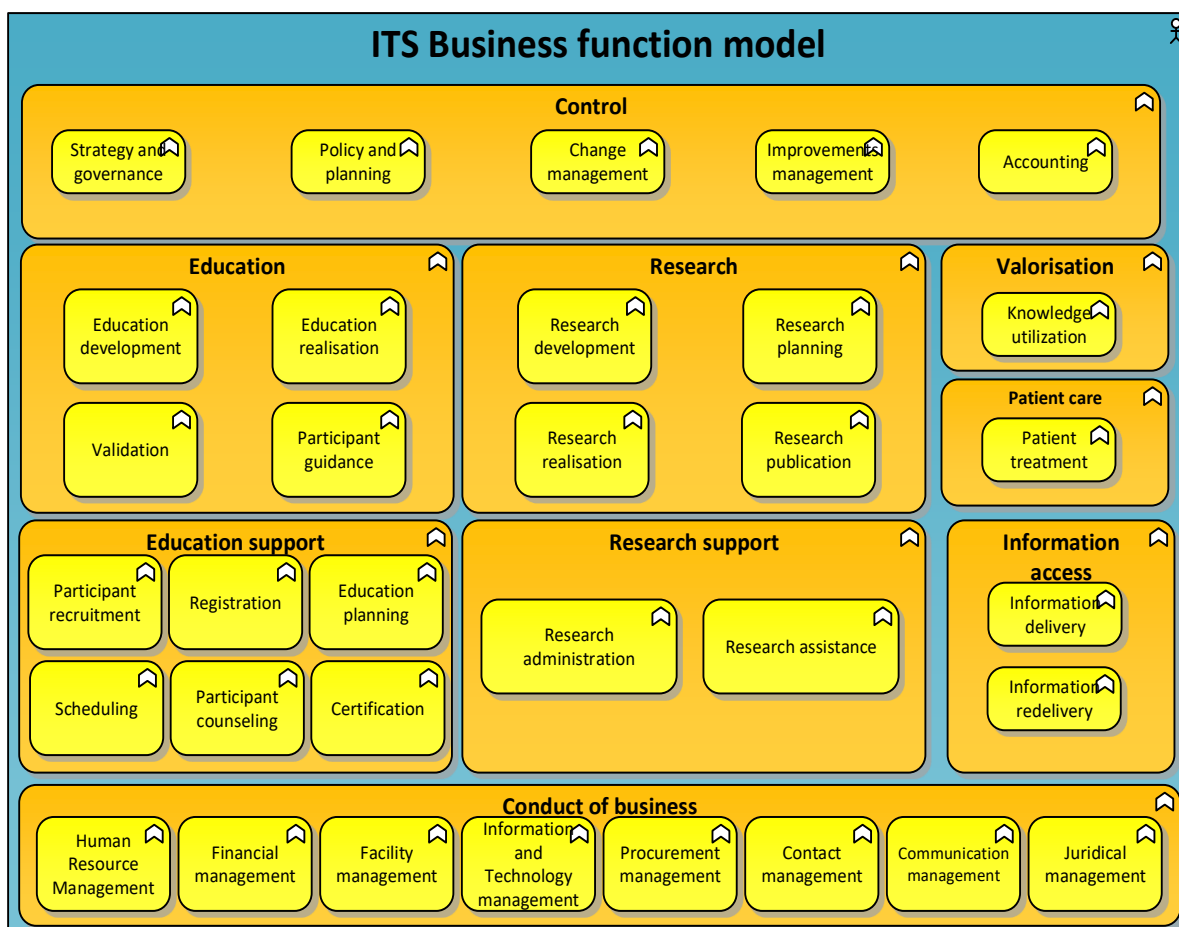 ITS Business function model
Control
Strategy and
governance
Policy and
planning
Change
management
Improvements
management
Accounting
Education
Education
development
Education
realisation
Validation
Participant
guidance
Research
Research
development
Research
planning
Research
realisation
Research
publication
Valorisation
Knowledge
utilization
Patient care
Patient
treatment
Education support
Participant
recruitment
Registration
Education
planning
Scheduling
Participant
counseling
Certification
Research support
Research
administration
Research assistance
Information
access
Information
delivery
Information
redelivery
Conduct of business
Human
Resource
Management
Financial
management
Facility
management
Information
and
Technology
management
Procurement
management
Contact
management
Communication
management
Juridical
management